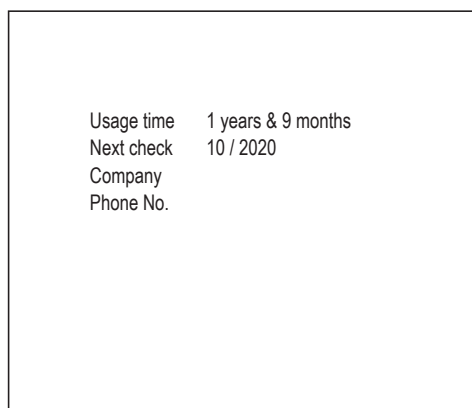 Usage time 1 years & 9 months
Next check 10 / 2020
Company
Phone No.